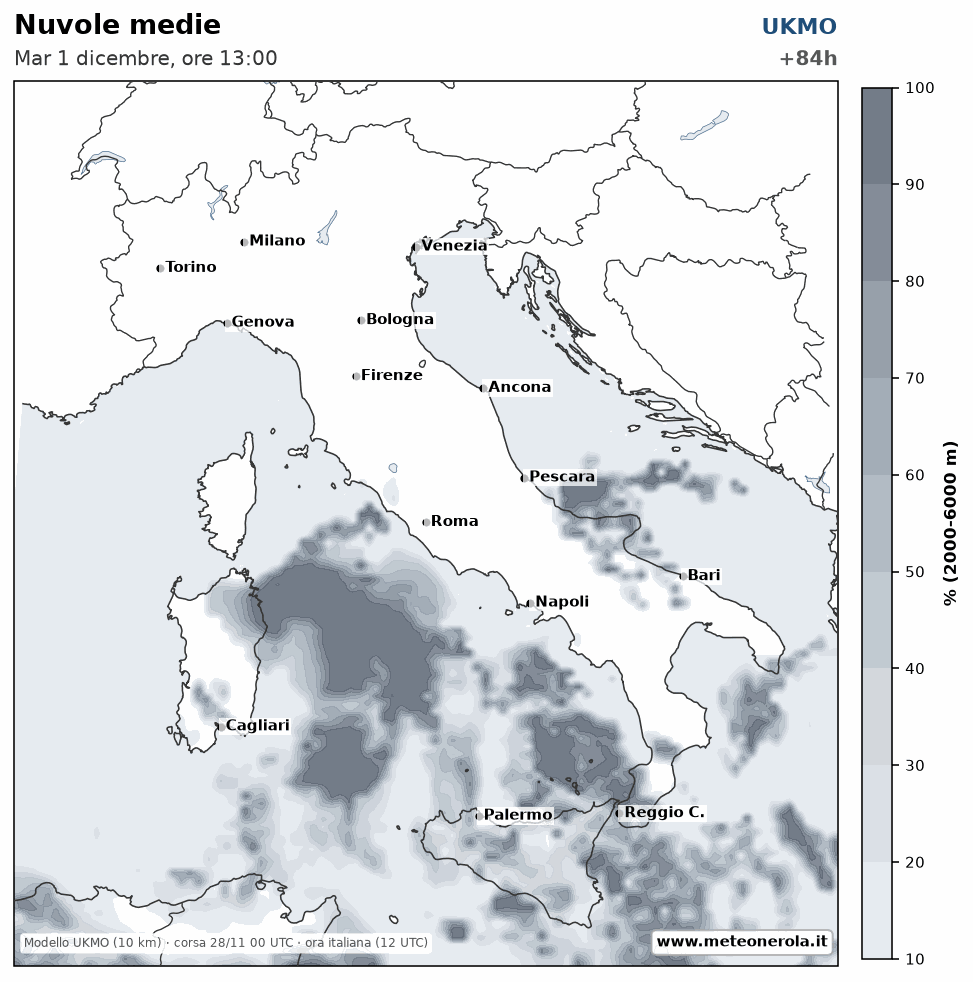 Nuvole medie
UKMO
Mar 1 dicembre, ore 13:00
+84h
100
90
80
70
60
50
40
30
20
10
% (2000-6000 m)
Milano
Venezia
Torino
Genova
Bologna
Firenze
Ancona
Pescara
Roma
Bari
Napoli
Cagliari
Palermo
Reggio C.
Modello UKMO (10 km) · corsa 28/11 00 UTC · ora italiana (12 UTC)
www.meteonerola.it